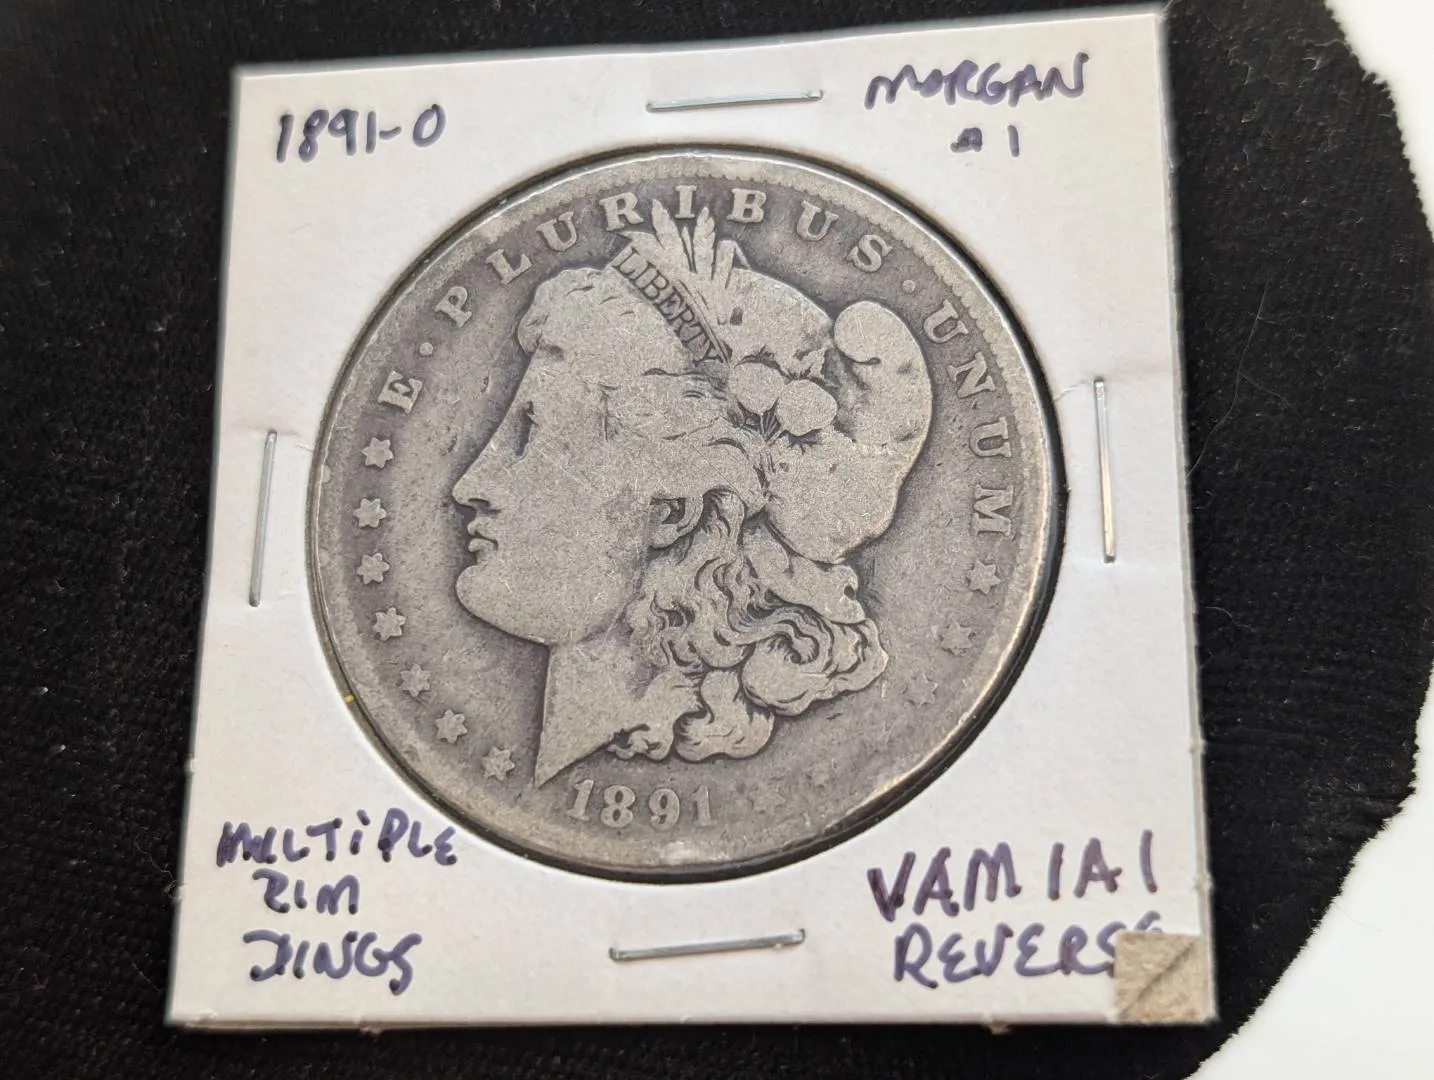 1891-O
MORGAN
#1
E · PLURIBUS · UNUM
LIBERTY
1891
MULTIPLE
RIM
DINGS
VAM 1A1
REVERSE